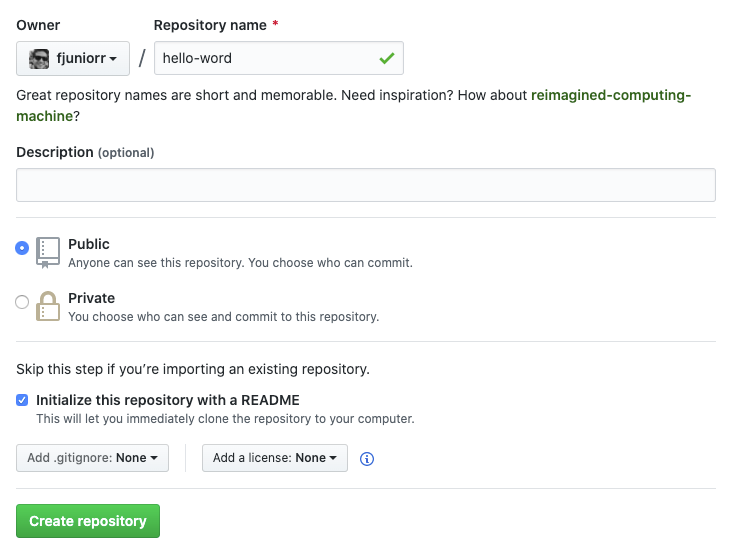 Owner
Repository name *
fjuniorr / hello-word
Great repository names are short and memorable. Need inspiration? How about reimagined-computing-
machine?
Description (optional)
Public
Anyone can see this repository. You choose who can commit.
Private
You choose who can see and commit to this repository.
Skip this step if you’re importing an existing repository.
Initialize this repository with a README
This will let you immediately clone the repository to your computer.
Add .gitignore: None
Add a license: None
Create repository